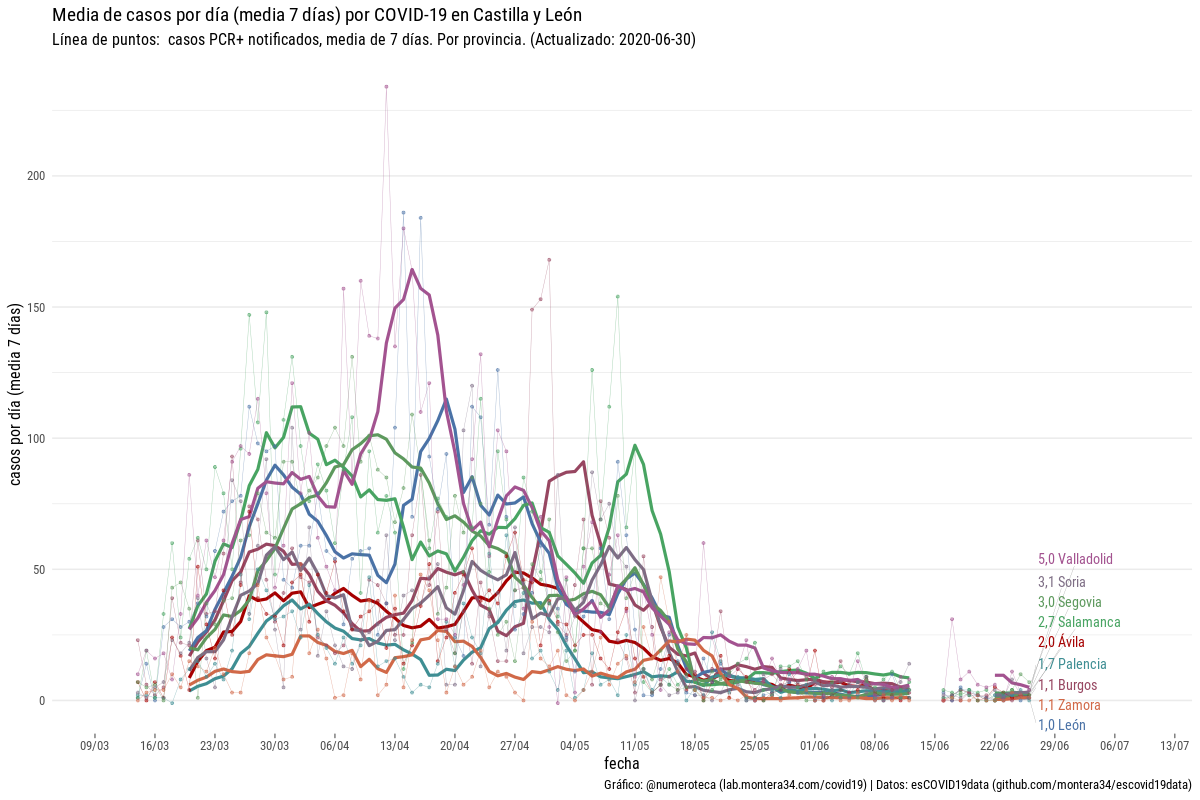 Media de casos por día (media 7 días) por COVID-19 en Castilla y León
Línea de puntos:  casos PCR+ notificados, media de 7 días. Por provincia. (Actualizado: 2020-06-30)
casos por día (media 7 días)
200
150
100
50
0
5,0 Valladolid
3,1 Soria
3,0 Segovia
2,7 Salamanca
2,0 Ávila
1,7 Palencia
1,1 Burgos
1,1 Zamora
1,0 León
09/03 16/03 23/03 30/03 06/04 13/04 20/04 27/04 04/05 11/05 18/05 25/05 01/06 08/06 15/06 22/06 29/06 06/07 13/07
fecha
Gráfico: @numeroteca (lab.montera34.com/covid19) | Datos: esCOVID19data (github.com/montera34/escovid19data)